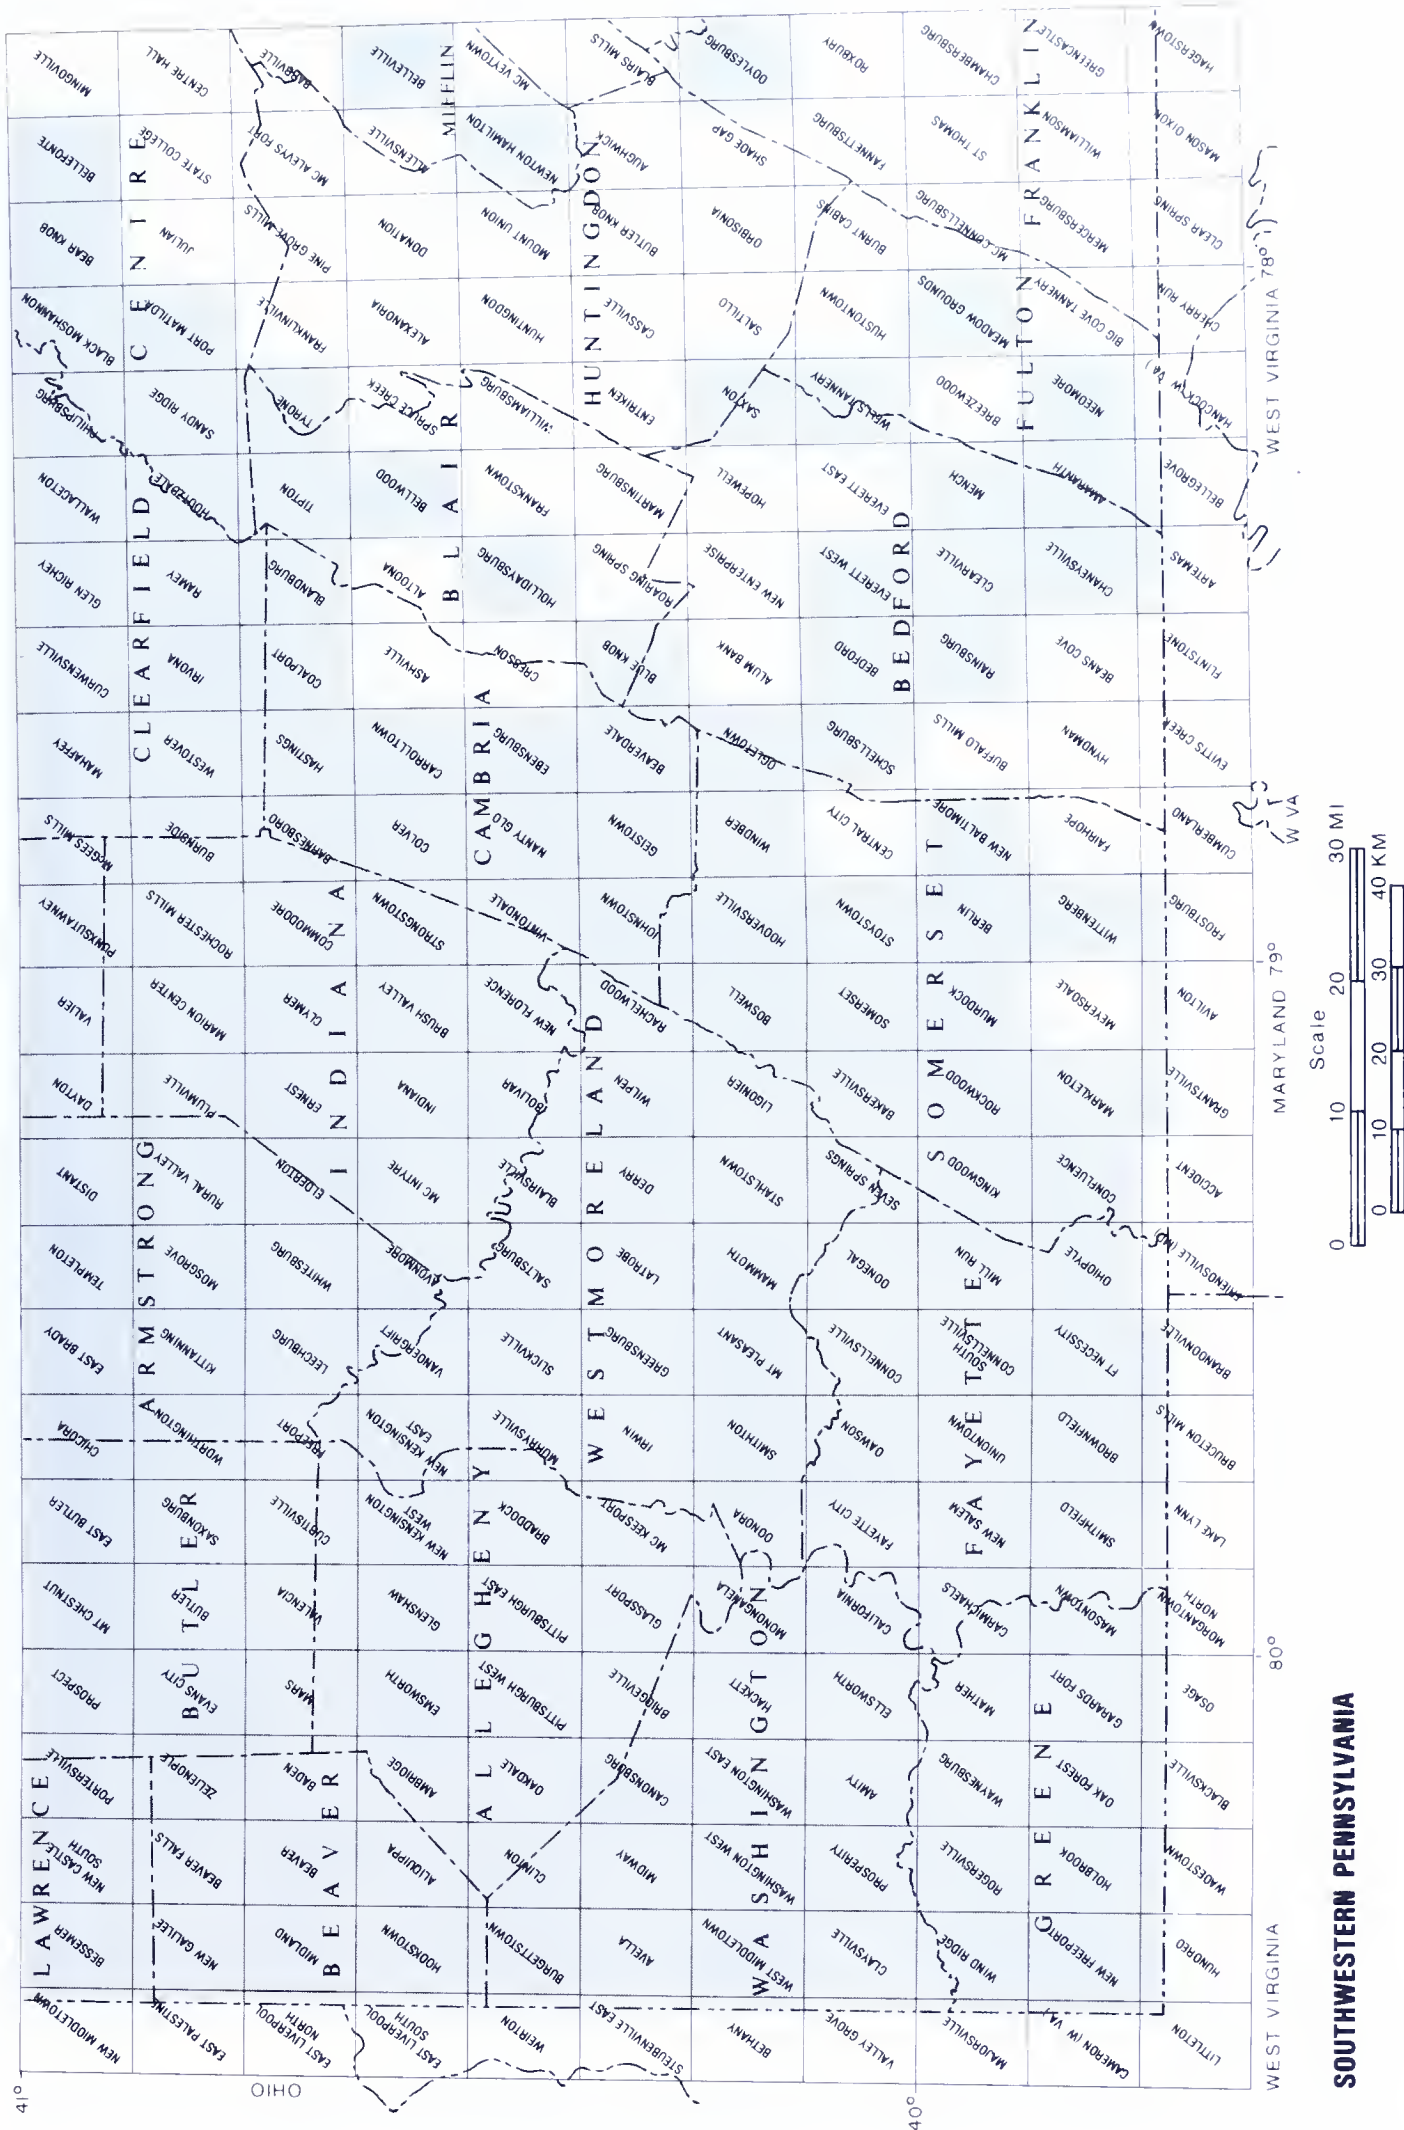 41°
NEW MIDDLETOWN
BESSEMER
NEW CASTLE
SOUTH
PORTERSVILLE
PROSPECT
MT CHESTNUT
EAST BUTLER
CHICORA
EAST BRADY
TEMPLETON
DISTANT
DAYTON
VALIER
PUNXSUTAWNEY
McGEES MILLS
MAHAFFEY
CURWENSVILLE
GLEN RICHEY
WALLACETON
PHILIPSBURG
BLACK MOSHANNON
BEAR KNOB
BELLEFONTE
MINGOVILLE
LAWRENCE
ARMSTRONG
CLEARFIELD
CENTRE
EAST PALESTINE
NEW GALILEE
BEAVER FALLS
ZELIENOPLE
EVANS CITY
BUTLER
SAXONBURG
WORTHINGTON
KITTANNING
MOSGROVE
RURAL VALLEY
PLUMVILLE
MARION CENTER
ROCHESTER MILLS
BURNSIDE
WESTOVER
IRVONA
RAMEY
HOUTZDALE
SANDY RIDGE
PORT MATILDA
JULIAN
STATE COLLEGE
CENTRE HALL
BUTLER
OHIO
EAST LIVERPOOL
NORTH
MIDLAND
BEAVER
BADEN
MARS
VALENCIA
CURTISVILLE
FREEPORT
LEECHBURG
WHITESBURG
ELDERTON
ERNEST
CLYMER
COMMODORE
BARNESBORO
HASTINGS
COALPORT
BLANDBURG
TIPTON
TYRONE
FRANKLINVILLE
PINE GROVE MILLS
MC ALEVYS FORT
BARRVILLE
BEAVER
INDIANA
EAST LIVERPOOL
SOUTH
HOOKSTOWN
ALIQUIPPA
AMBRIDGE
EMSWORTH
GLENSHAW
NEW KENSINGTON
WEST
NEW KENSINGTON
EAST
VANDERGRIFT
AVONMORE
MC INTYRE
INDIANA
BRUSH VALLEY
STRONGSTOWN
COLVER
CARROLLTOWN
ASHVILLE
ALTOONA
BELLWOOD
SPRUCE CREEK
ALEXANDRIA
DONATION
ALLENSVILLE
BELLEVILLE
ALLEGHENY
CAMBRIA
BLAIR
MIFFLIN
WEIRTON
BURGETTSTOWN
CLINTON
OAKDALE
PITTSBURGH WEST
PITTSBURGH EAST
BRADDOCK
MURRYSVILLE
SLICKVILLE
SALTSBURG
BLAIRSVILLE
BOLIVAR
NEW FLORENCE
VINTONDALE
NANTY GLO
EBENSBURG
CRESSON
HOLLIDAYSBURG
FRANKSTOWN
WILLIAMSBURG
HUNTINGDON
MOUNT UNION
NEWTON HAMILTON
MC VEYTOWN
WESTMORELAND
HUNTINGDON
STEUBENVILLE EAST
AVELLA
MIDWAY
CANONSBURG
BRIDGEVILLE
GLASSPORT
MC KEESPORT
IRWIN
GREENSBURG
LATROBE
DERRY
WILPEN
RACHELWOOD
JOHNSTOWN
GEISTOWN
BEAVERDALE
BLUE KNOB
ROARING SPRING
MARTINSBURG
ENTRIKEN
CASSVILLE
BUTLER KNOB
AUGHWICK
BLAIRS MILLS
BETHANY
WEST MIDDLETOWN
WASHINGTON WEST
WASHINGTON EAST
HACKETT
MONONGAHELA
DONORA
SMITHTON
MT PLEASANT
MAMMOTH
STAHLSTOWN
LIGONIER
BOSWELL
HOOVERSVILLE
WINDBER
OGLETOWN
ALUM BANK
NEW ENTERPRISE
HOPEWELL
SAXTON
SALTILLO
ORBISONIA
SHADE GAP
DOYLESBURG
WASHINGTON
VALLEY GROVE
CLAYSVILLE
PROSPERITY
AMITY
ELLSWORTH
CALIFORNIA
FAYETTE CITY
DAWSON
CONNELLSVILLE
DONEGAL
SEVEN SPRINGS
BAKERSVILLE
SOMERSET
STOYSTOWN
CENTRAL CITY
SCHELLSBURG
BEDFORD
EVERETT WEST
EVERETT EAST
WELLS TANNERY
HUSTONTOWN
BURNT CABINS
FANNETTSBURG
ROXBURY
BEDFORD
40°
SOMERSET
MAJORSVILLE
WIND RIDGE
ROGERSVILLE
WAYNESBURG
MATHER
CARMICHAELS
NEW SALEM
UNIONTOWN
SOUTH
CONNELLSVILLE
MILL RUN
KINGWOOD
ROCKWOOD
MURDOCK
BERLIN
NEW BALTIMORE
BUFFALO MILLS
RAINSBURG
CLEARVILLE
MENCH
BREEZEWOOD
MEADOW GROUNDS
MC CONNELLSBURG
ST THOMAS
CHAMBERSBURG
FAYETTE
FULTON
FRANKLIN
GREENE
CAMERON (W VA)
NEW FREEPORT
HOLBROOK
OAK FOREST
GARARDS FORT
MASONTOWN
SMITHFIELD
BROWNFIELD
FT NECESSITY
OHIOPYLE
CONFLUENCE
MARKLETON
MEYERSDALE
WITTENBERG
FAIRHOPE
HYNDMAN
BEANS COVE
CHANEYSVILLE
AMARANTH
NEEDMORE
BIG COVE TANNERY
MERCERSBURG
WILLIAMSON
GREENCASTLE
LITTLETON
HUNDRED
WADESTOWN
BLACKSVILLE
OSAGE
MORGANTOWN
NORTH
LAKE LYNN
BRUCETON MILLS
BRANDONVILLE
FRIENDSVILLE (MD)
ACCIDENT
GRANTSVILLE
AVILTON
FROSTBURG
CUMBERLAND
EVITTS CREEK
FLINTSTONE
ARTEMAS
BELLEGROVE
HANCOCK (W VA)
CHERRY RUN
CLEAR SPRING
MASON DIXON
HAGERSTOWN
WEST VIRGINIA
80°
MARYLAND
79°
W VA
WEST VIRGINIA
78°
SOUTHWESTERN PENNSYLVANIA
Scale
0 10 20 30 MI
0 10 20 30 40 KM